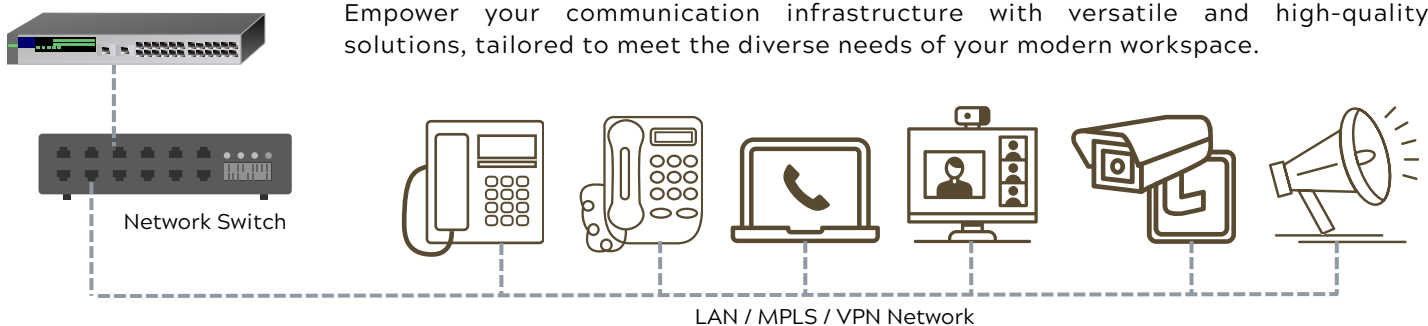 Empower your communication infrastructure with versatile and high-quality
solutions, tailored to meet the diverse needs of your modern workspace.
Network Switch
LAN / MPLS / VPN Network